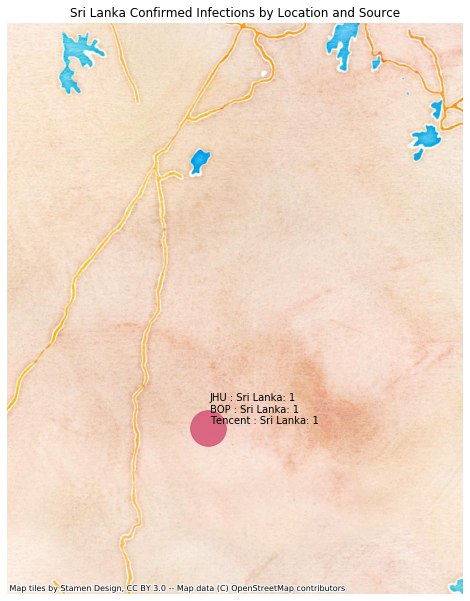 Sri Lanka Confirmed Infections by Location and Source
JHU : Sri Lanka: 1
BOP : Sri Lanka: 1
Tencent : Sri Lanka: 1
Map tiles by Stamen Design, CC BY 3.0 -- Map data (C) OpenStreetMap contributors